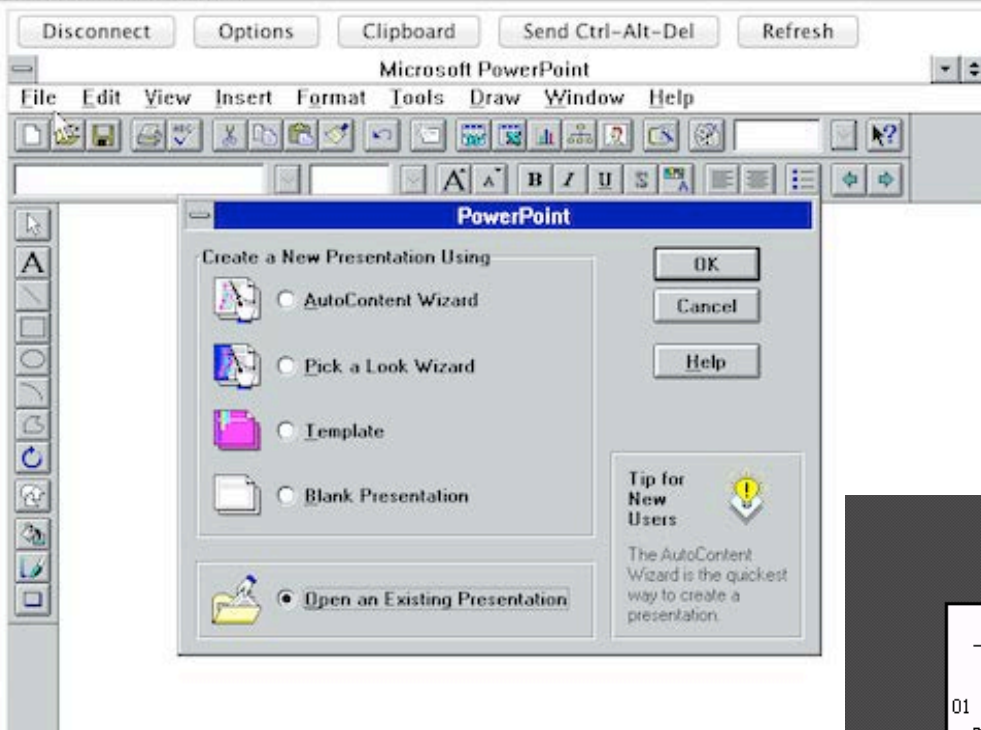 Disconnect Options Clipboard Send Ctrl-Alt-Del Refresh
Microsoft PowerPoint
File Edit View Insert Format Tools Draw Window Help
ABC ?
A A A B I U S A
PowerPoint
Create a New Presentation Using
AutoContent Wizard
Pick a Look Wizard
Template
Blank Presentation
Open an Existing Presentation
OK
Cancel
Help
Tip for
New
Users
The AutoContent
Wizard is the quickest
way to create a
presentation.
01